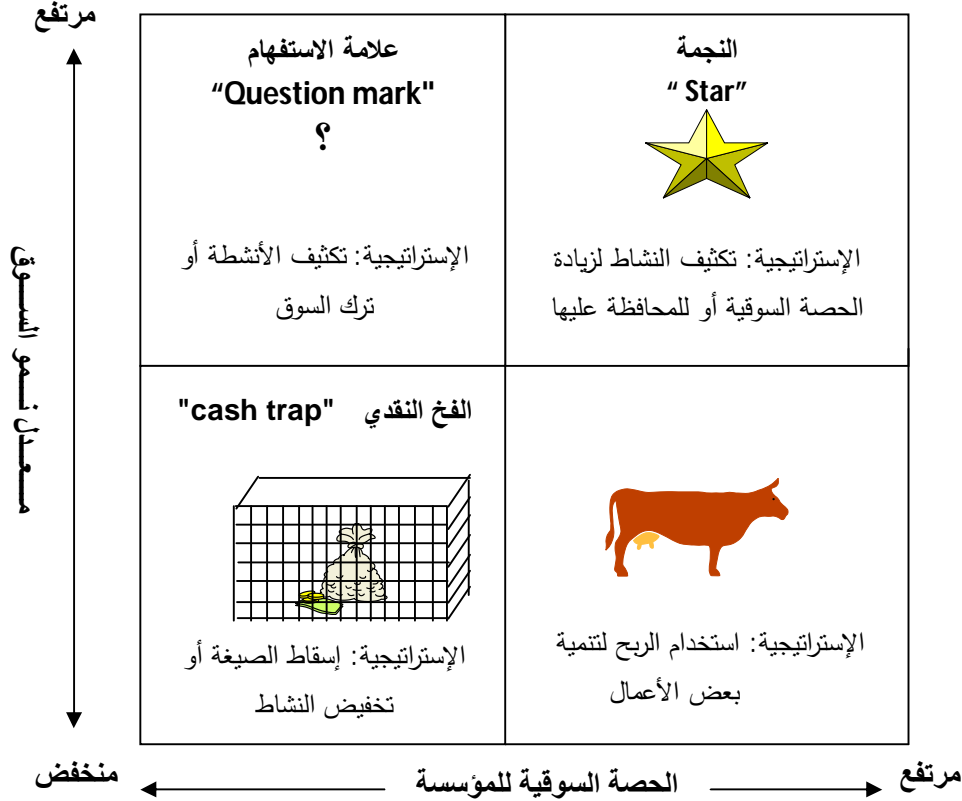 مرتفع
النجمة
“ Star”
الإستراتيجية: تكثيف النشاط لزيادة
الحصة السوقية أو للمحافظة عليها
علامة الاستفهام
“Question mark"
؟
الإستراتيجية: تكثيف الأنشطة أو
ترك السوق
معدل نمو السوق
الإستراتيجية: استخدام الربح لتنمية
بعض الأعمال
الفخ النقدي "cash trap"
الإستراتيجية: إسقاط الصيغة أو
تخفيض النشاط
مرتفع
الحصة السوقية للمؤسسة
منخفض